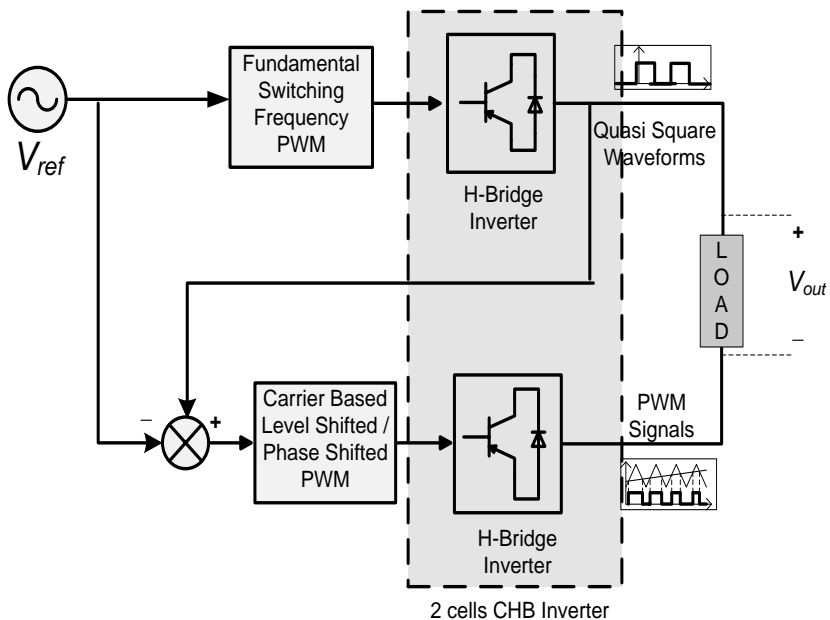 Fundamental
Switching
Frequency
PWM
V_ref
H-Bridge
Inverter
Quasi Square
Waveforms
+
LOAD
V_out
−
−
+
Carrier Based
Level Shifted /
Phase Shifted
PWM
PWM
Signals
H-Bridge
Inverter
2 cells CHB Inverter